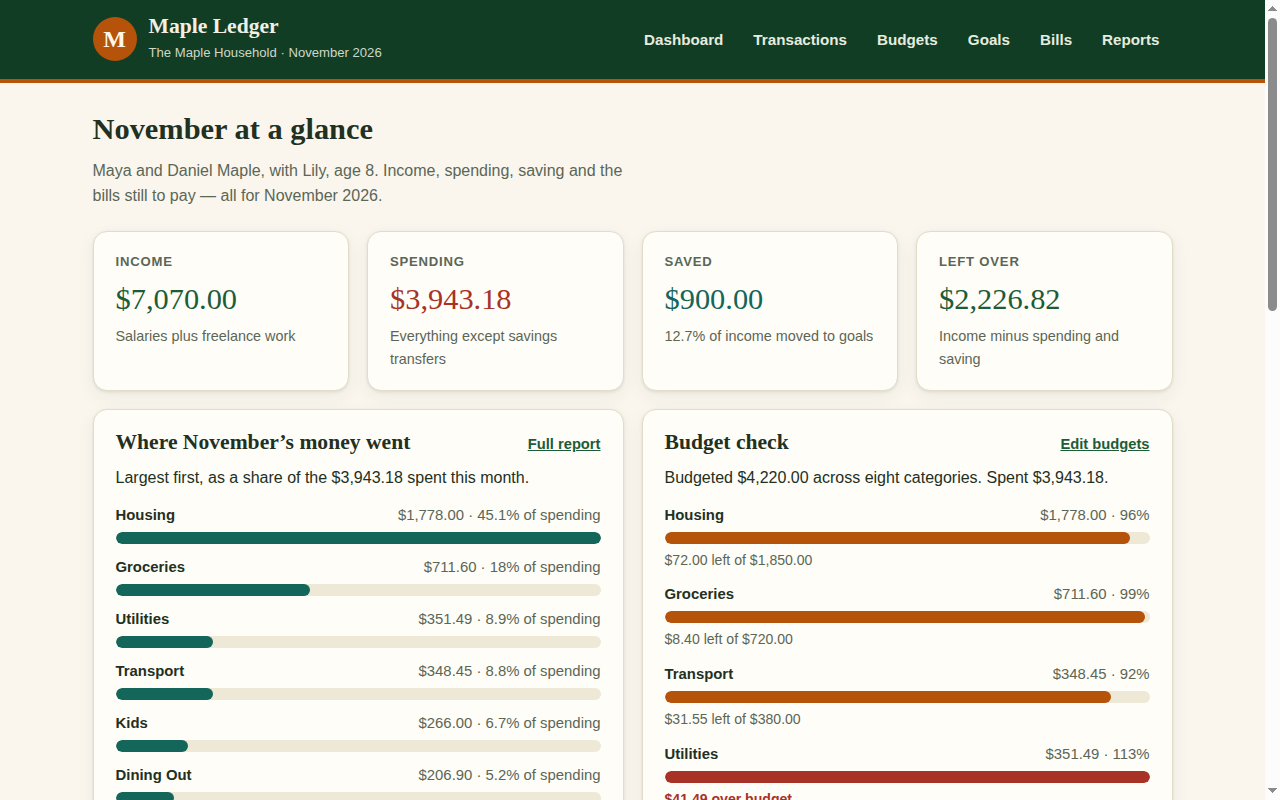 M
Maple Ledger
The Maple Household · November 2026
Dashboard
Transactions
Budgets
Goals
Bills
Reports
November at a glance
Maya and Daniel Maple, with Lily, age 8. Income, spending, saving and the
bills still to pay — all for November 2026.
INCOME
$7,070.00
Salaries plus freelance work
SPENDING
$3,943.18
Everything except savings
transfers
SAVED
$900.00
12.7% of income moved to goals
LEFT OVER
$2,226.82
Income minus spending and
saving
Where November’s money went
Full report
Largest first, as a share of the $3,943.18 spent this month.
Housing
$1,778.00 · 45.1% of spending
Groceries
$711.60 · 18% of spending
Utilities
$351.49 · 8.9% of spending
Transport
$348.45 · 8.8% of spending
Kids
$266.00 · 6.7% of spending
Dining Out
$206.90 · 5.2% of spending
Budget check
Edit budgets
Budgeted $4,220.00 across eight categories. Spent $3,943.18.
Housing
$1,778.00 · 96%
$72.00 left of $1,850.00
Groceries
$711.60 · 99%
$8.40 left of $720.00
Transport
$348.45 · 92%
$31.55 left of $380.00
Utilities
$351.49 · 113%
$41.49 over budget